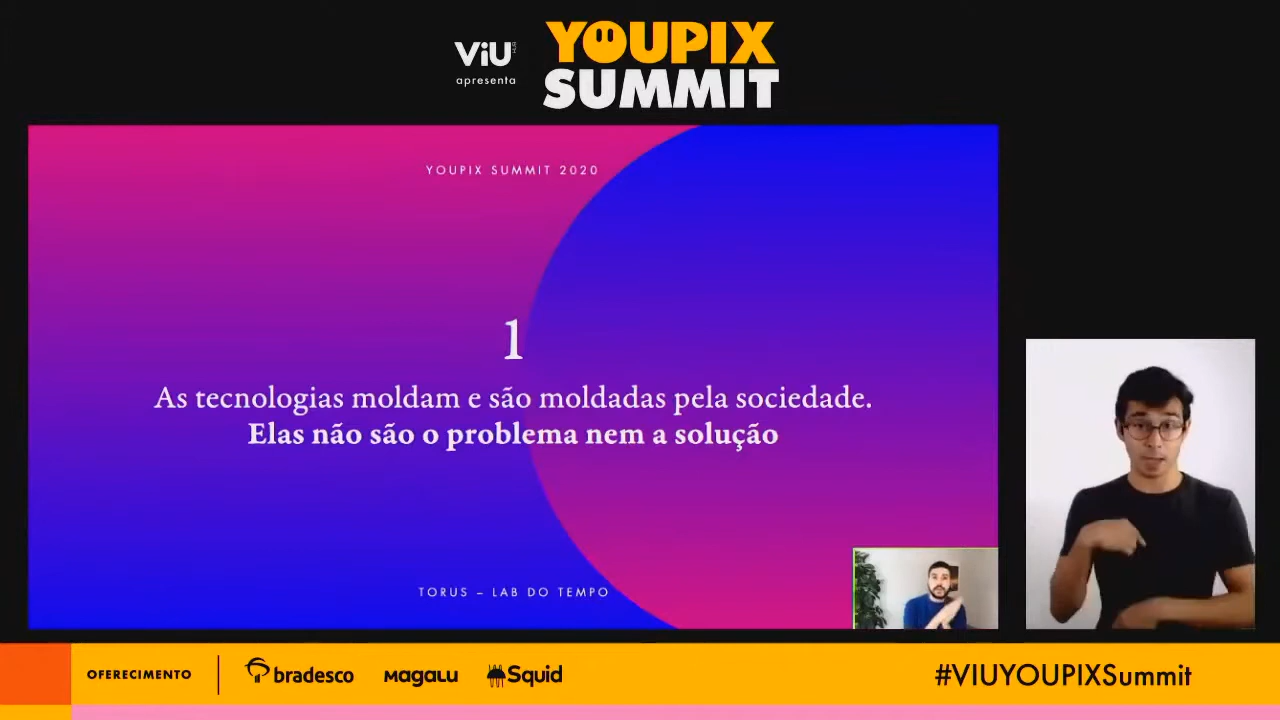 ViU
apresenta
YOUPIX
SUMMIT
YOUPIX SUMMIT 2020
1
As tecnologias moldam e são moldadas pela sociedade.
Elas não são o problema nem a solução
TORUS – LAB DO TEMPO
OFERECIMENTO
bradesco
MAGALU
Squid
#VIUYOUPIXSummit